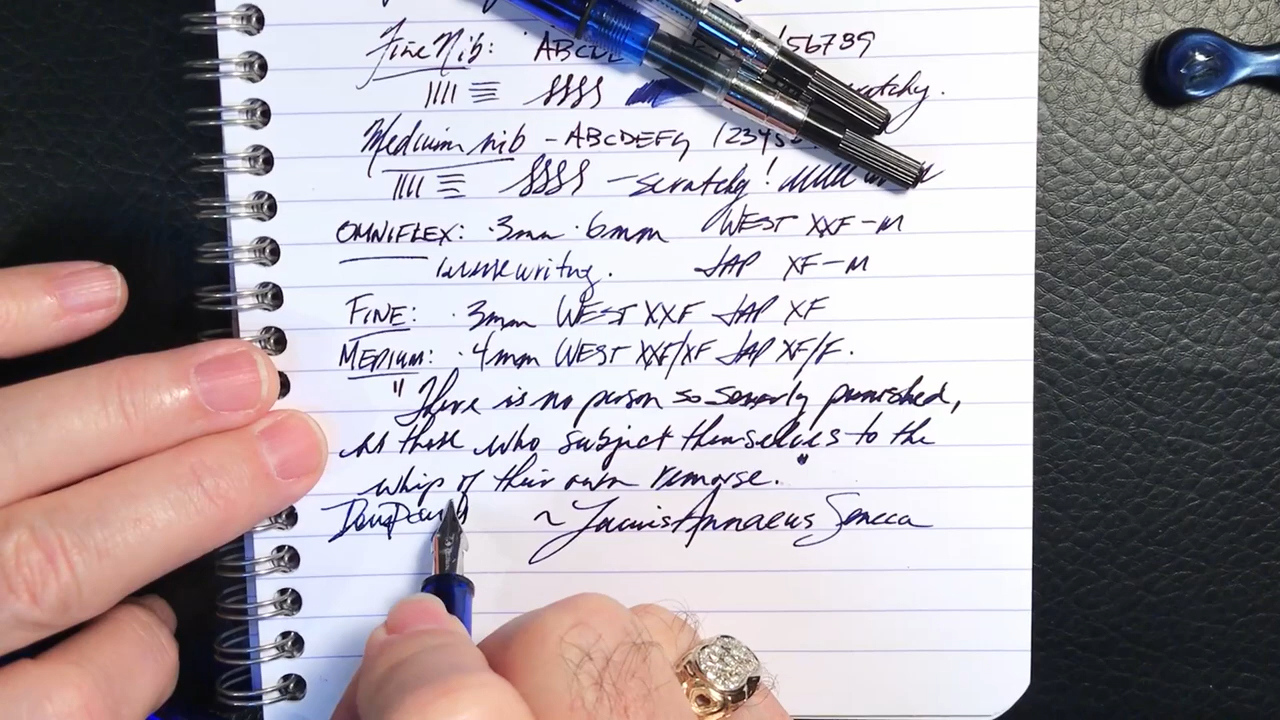 Fine Nib: ABCD 56789
scratchy.
Medium nib - ABCDEFG 12345
- scratchy!
OMNIFLEX: .3mm .6mm WEST XXF-M
JAP XF-M
FINE: .3mm WEST XXF JAP XF
MEDIUM: .4mm WEST XXF/XF JAP XF/F.
"There is no person so severly punished,
as those who subject themselves to the
whip of their own remorse."
~ Lucius Annaeus Seneca